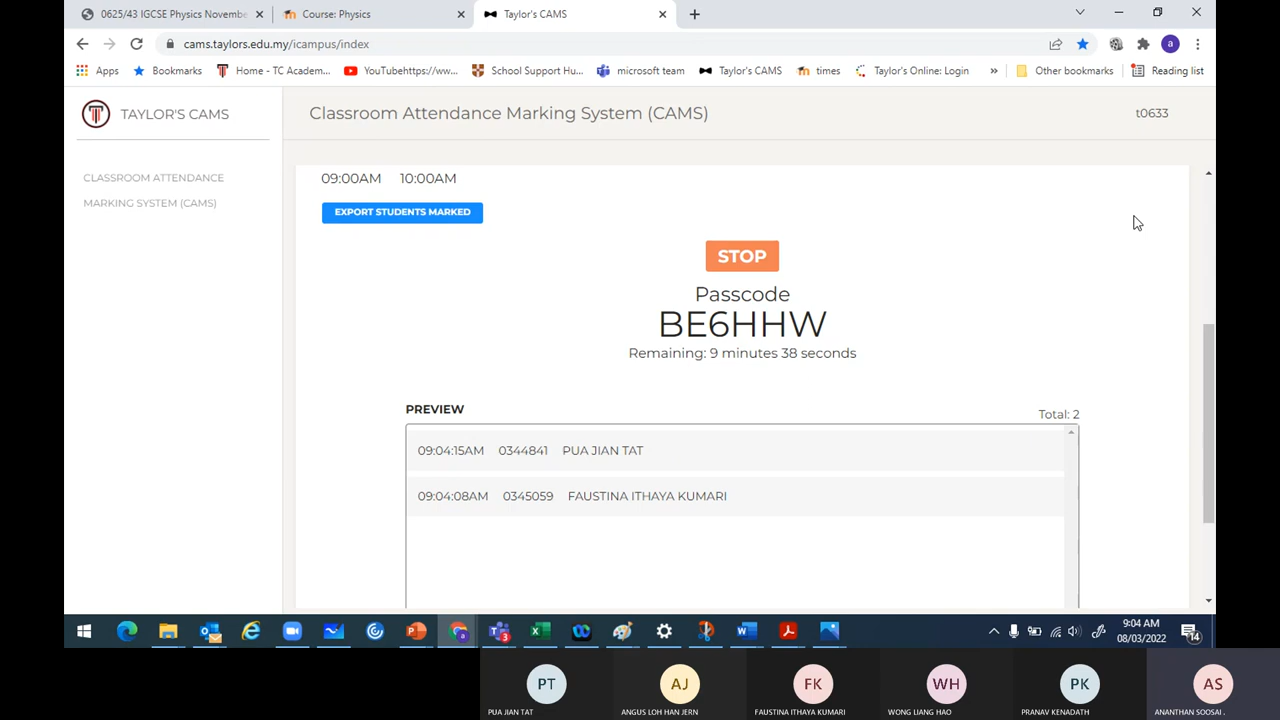 0625/43 IGCSE Physics Novembe
Course: Physics
Taylor's CAMS
cams.taylors.edu.my/icampus/index
a
Apps
Bookmarks
Home - TC Academ...
YouTubehttps://ww...
School Support Hu...
microsoft team
Taylor's CAMS
times
Taylor's Online: Login
»
Other bookmarks
Reading list
TAYLOR'S CAMS
Classroom Attendance Marking System (CAMS)
t0633
CLASSROOM ATTENDANCE
MARKING SYSTEM (CAMS)
09:00AM 10:00AM
EXPORT STUDENTS MARKED
STOP
Passcode
BE6HHW
Remaining: 9 minutes 38 seconds
PREVIEW
Total: 2
09:04:15AM 0344841 PUA JIAN TAT
09:04:08AM 0345059 FAUSTINA ITHAYA KUMARI
9:04 AM
08/03/2022
14
3
PT
AJ
FK
WH
PK
AS
PUA JIAN TAT
ANGUS LOH HAN JERN
FAUSTINA ITHAYA KUMARI
WONG LIANG HAO
PRANAV KENADATH
ANANTHAN SOOSAI .